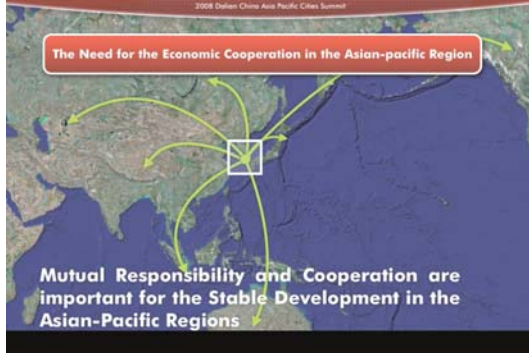 2008 Dalian China Asia Pacific Cities Summit
The Need for the Economic Cooperation in the Asian-pacific Region
Mutual Responsibility and Cooperation are
important for the Stable Development in the
Asian-Pacific Regions